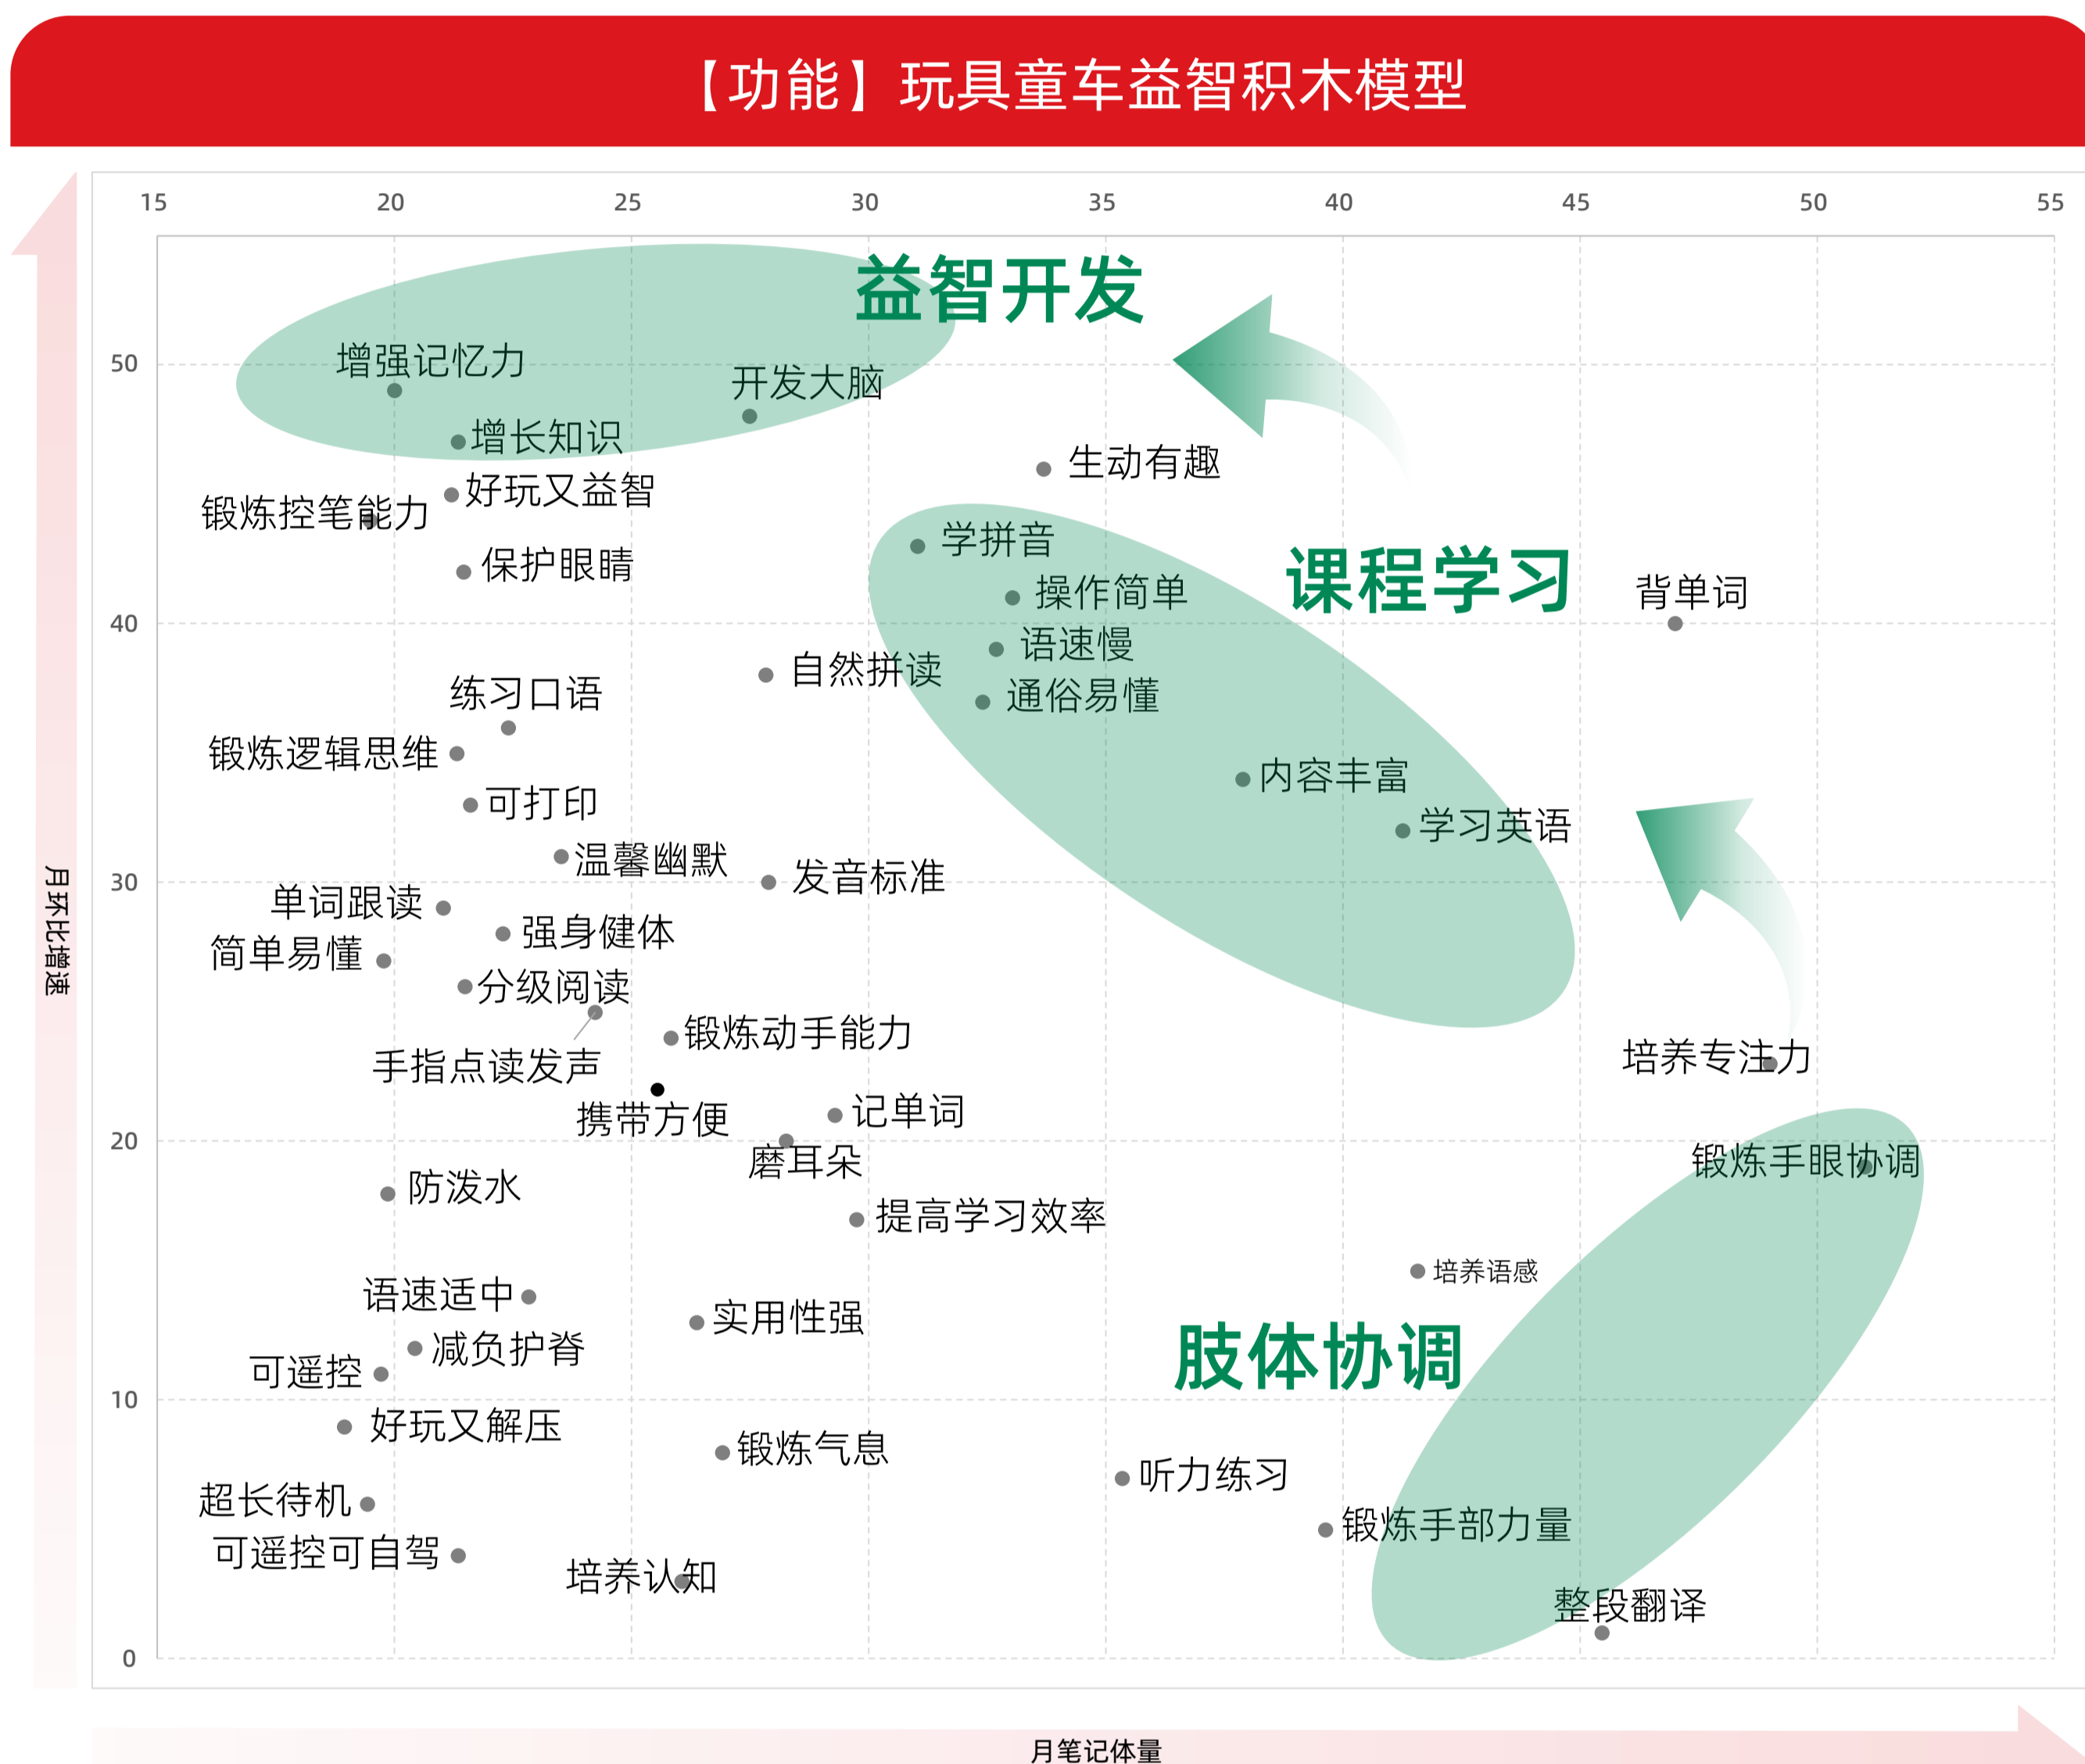 【功能】玩具童车益智积木模型
15 20 25 30 35 40 45 50 55
益智开发
50
增强记忆力
开发大脑
增长知识
生动有趣
好玩又益智
锻炼控笔能力
学拼音
保护眼睛
课程学习
操作简单
背单词
40
语速慢
自然拼读
通俗易懂
练习口语
锻炼逻辑思维
内容丰富
可打印
学习英语
温馨幽默
30
发音标准
单词跟读
强身健体
简单易懂
分级阅读
月环比增速
锻炼动手能力
手指点读发声
培养专注力
携带方便
记单词
20
磨耳朵
锻炼手眼协调
防泼水
提高学习效率
培养语感
语速适中
实用性强
减负护脊
肢体协调
可遥控
10
好玩又解压
锻炼气息
听力练习
超长待机
锻炼手部力量
可遥控可自驾
培养认知
整段翻译
0
月笔记体量